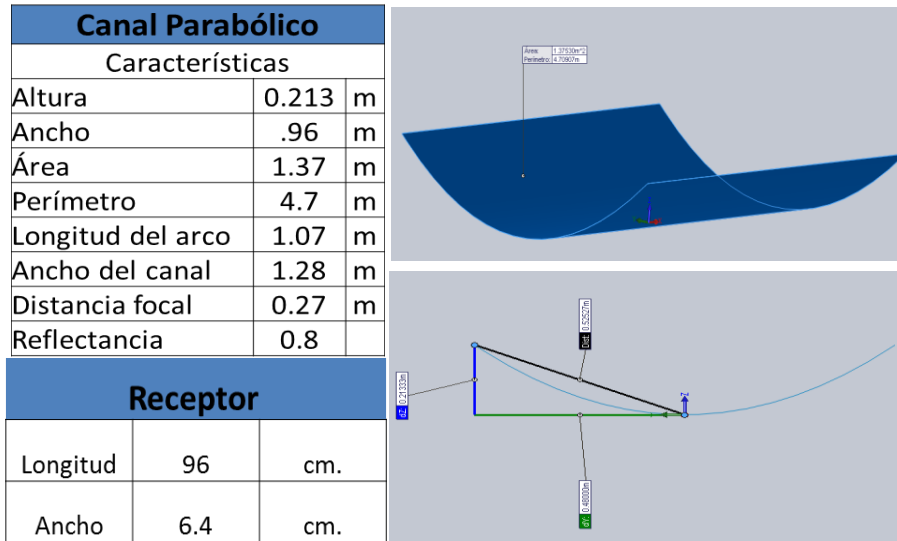 Canal Parabólico
Características
Altura 0.213 m
Ancho .96 m
Área 1.37 m
Perímetro 4.7 m
Longitud del arco 1.07 m
Ancho del canal 1.28 m
Distancia focal 0.27 m
Reflectancia 0.8
Receptor
Longitud 96 cm.
Ancho 6.4 cm.
Área: 1.37530m^2
Perímetro: 4.70907m
Dist: 0.52527m
dZ: 0.21333m
Z
dY: 0.48000m